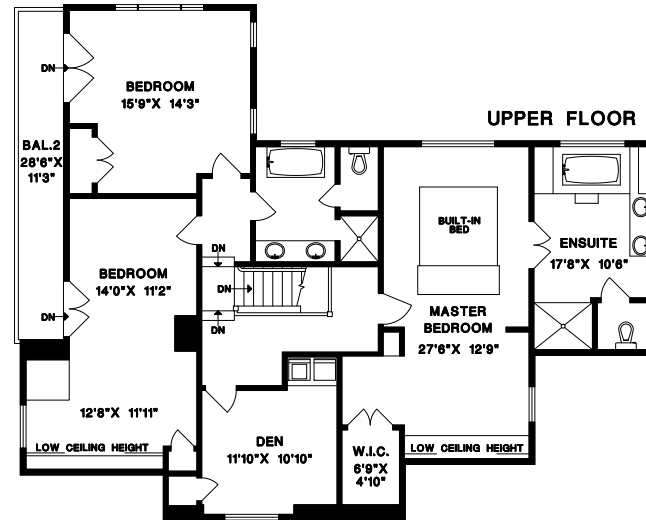 UPPER FLOOR
DN
BEDROOM
15'9"X 14'3"
BAL.2
28'6"X
11'3"
BUILT-IN
BED
ENSUITE
17'8"X 10'6"
DN
BEDROOM
14'0"X 11'2"
DN
DN
DN
DN
MASTER
BEDROOM
27'6"X 12'9"
12'8"X 11'11"
LOW CEILING HEIGHT
DEN
11'10"X 10'10"
W.I.C.
6'9"X
4'10"
LOW CEILING HEIGHT